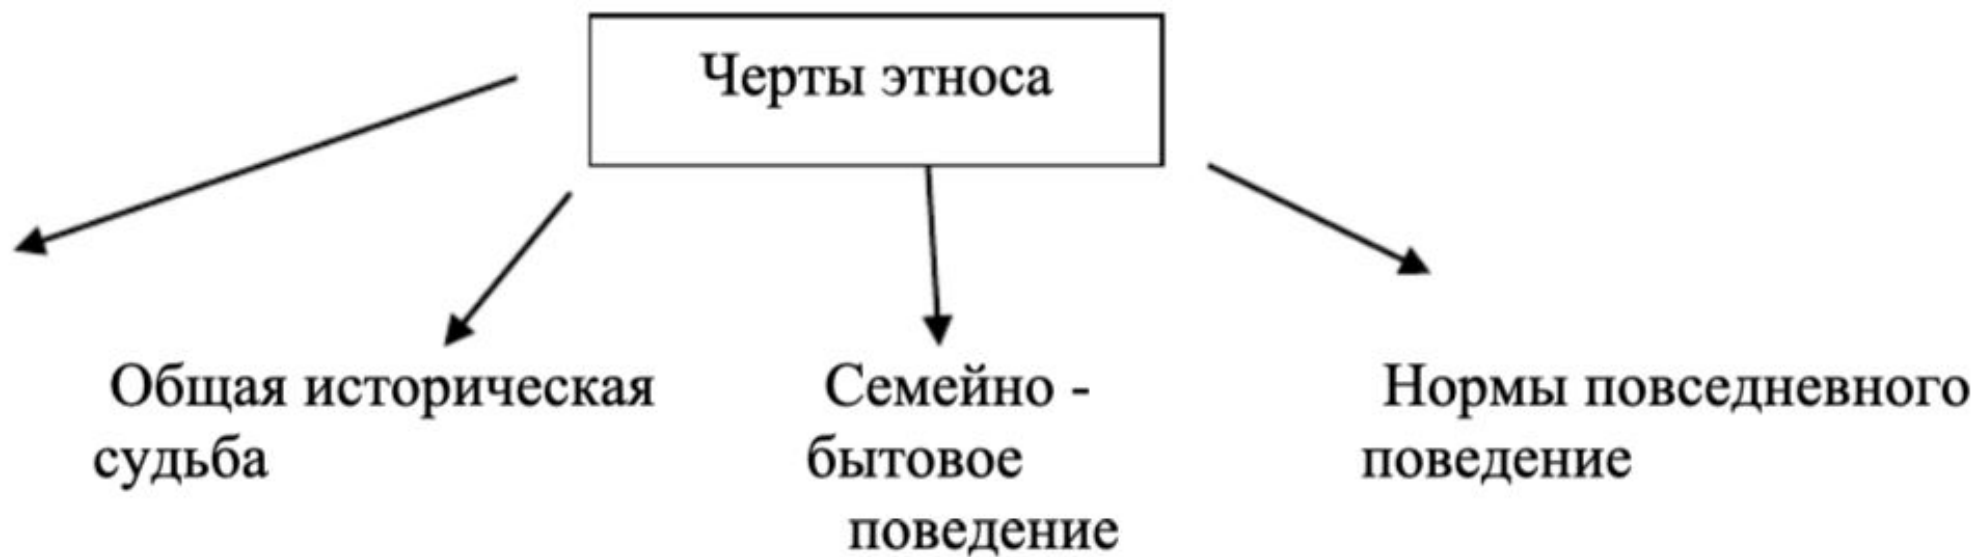 Черты этноса
Общая историческая
судьба
Семейно -
бытовое
поведение
Нормы повседневного
поведение